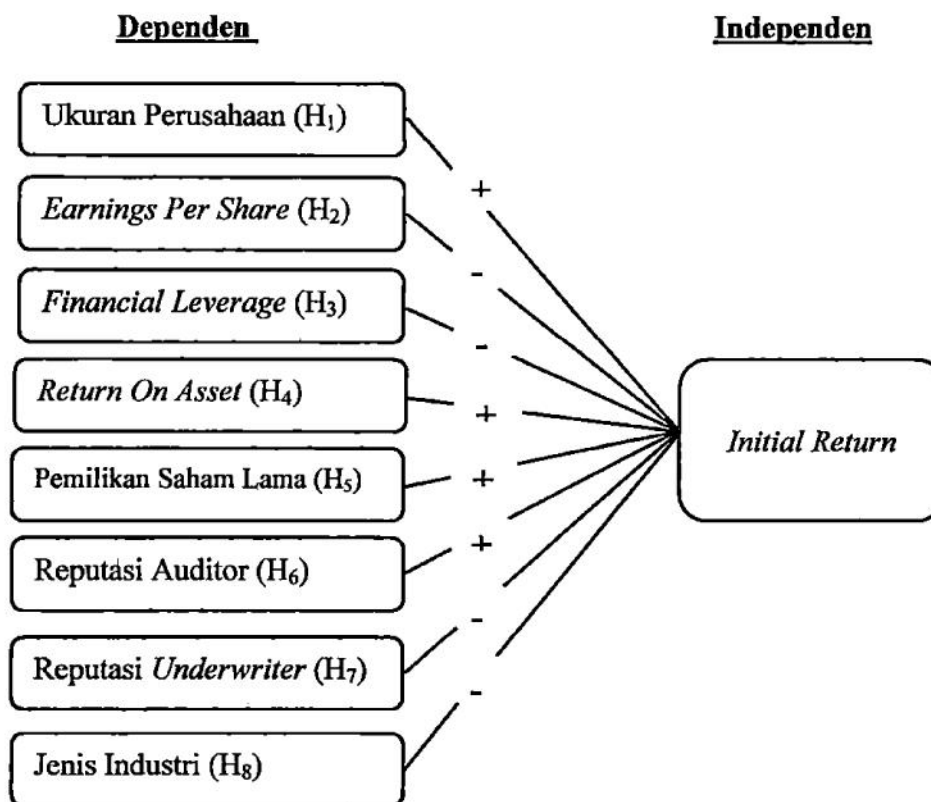 Dependen
Independen
Ukuran Perusahaan (H₁)
+
Earnings Per Share (H₂)
-
Financial Leverage (H₃)
-
Return On Asset (H₄)
+
Initial Return
Pemilikan Saham Lama (H₅)
+
Reputasi Auditor (H₆)
+
Reputasi Underwriter (H₇)
-
Jenis Industri (H₈)
-